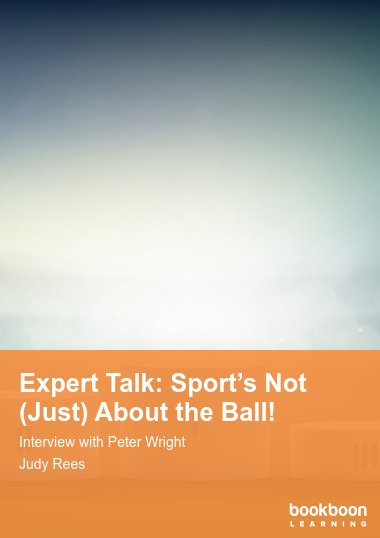 Expert Talk: Sport’s Not
(Just) About the Ball!
Interview with Peter Wright
Judy Rees
bookboon
LEARNING